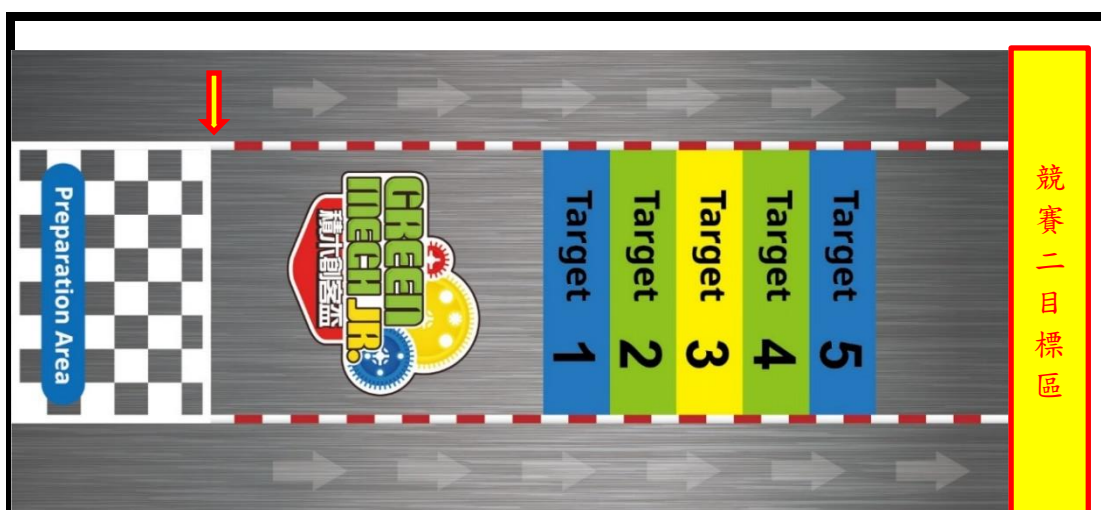 Preparation Area
GREEN
MECH JR.
積木創客盃
Target 1
Target 2
Target 3
Target 4
Target 5
競賽二目標區